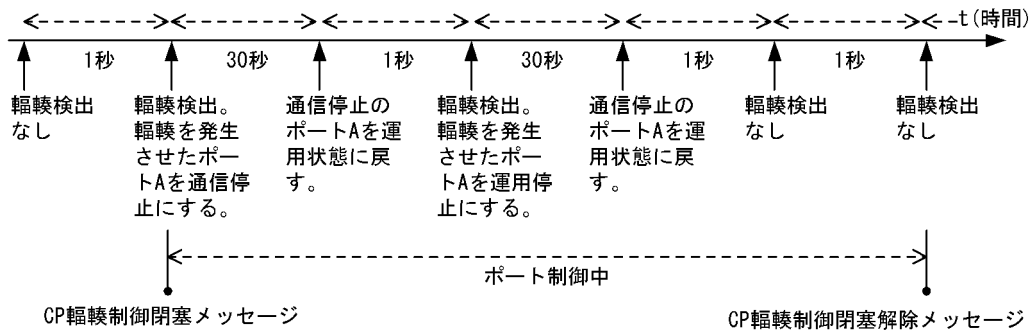 t(時間)
1秒
30秒
1秒
30秒
1秒
1秒
輻輳検出
なし
輻輳検出。
輻輳を発生
させたポー
トAを通信停
止にする。
通信停止の
ポートAを運
用状態に戻
す。
輻輳検出。
輻輳を発生
させたポー
トAを運用停
止にする。
通信停止の
ポートAを運
用状態に戻
す。
輻輳検出
なし
輻輳検出
なし
ポート制御中
CP輻輳制御閉塞メッセージ
CP輻輳制御閉塞解除メッセージ